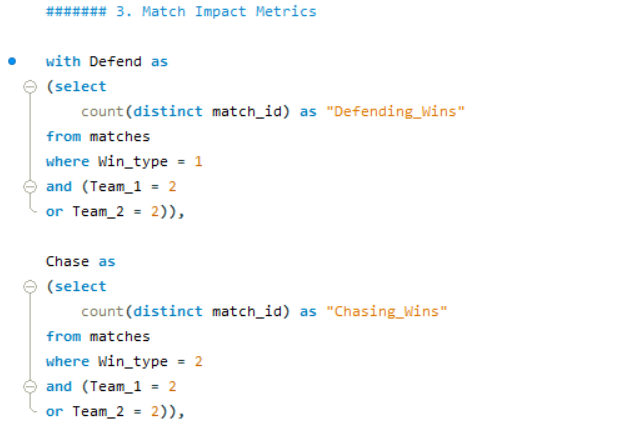 ####### 3. Match Impact Metrics
with Defend as
(select
count(distinct match_id) as "Defending_Wins"
from matches
where Win_type = 1
and (Team_1 = 2
or Team_2 = 2)),
Chase as
(select
count(distinct match_id) as "Chasing_Wins"
from matches
where Win_type = 2
and (Team_1 = 2
or Team_2 = 2)),